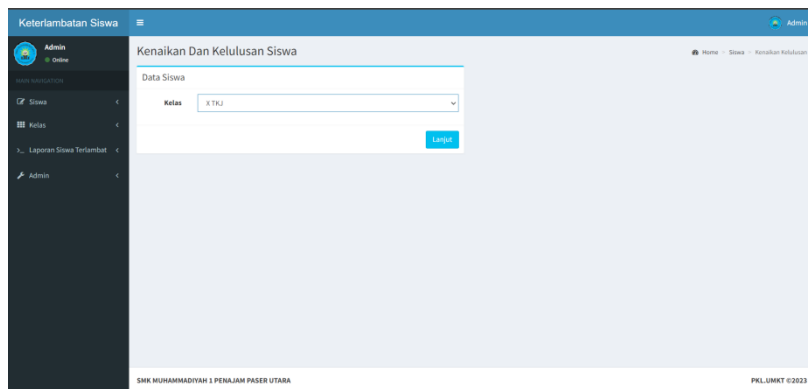 Keterlambatan Siswa
Admin
Admin
Online
MAIN NAVIGATION
Siswa
Kelas
Laporan Siswa Terlambat
Admin
Kenaikan Dan Kelulusan Siswa
Home > Siswa > Kenaikan Kelulusan
Data Siswa
Kelas X TKJ
Lanjut
SMK MUHAMMADIYAH 1 PENAJAM PASER UTARA
PKL.UMKT ©2023